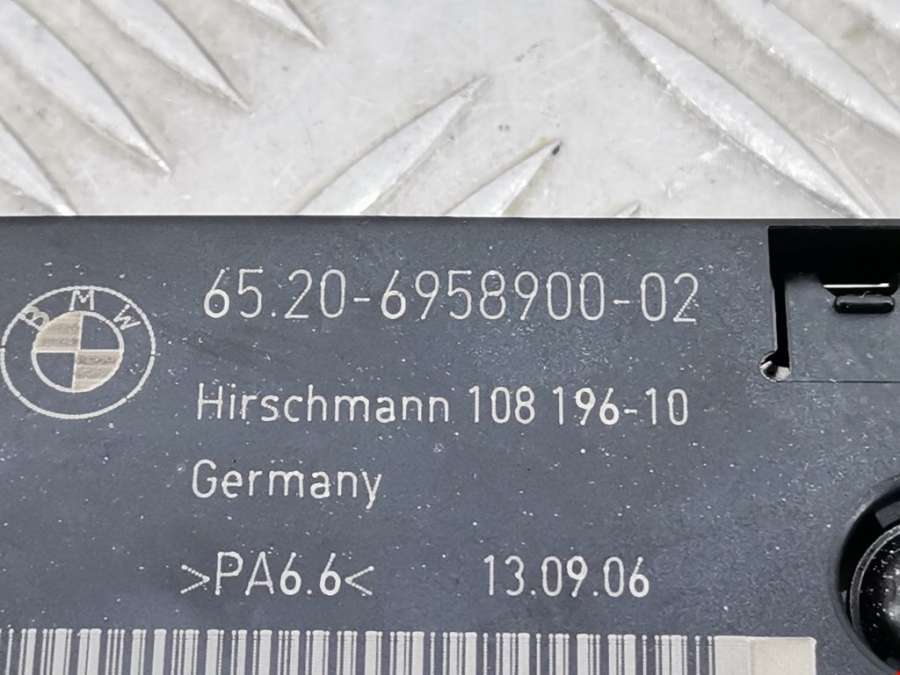 BMW
65.20-6958900-02
Hirschmann 108 196-10
Germany
>PA6.6< 13.09.06